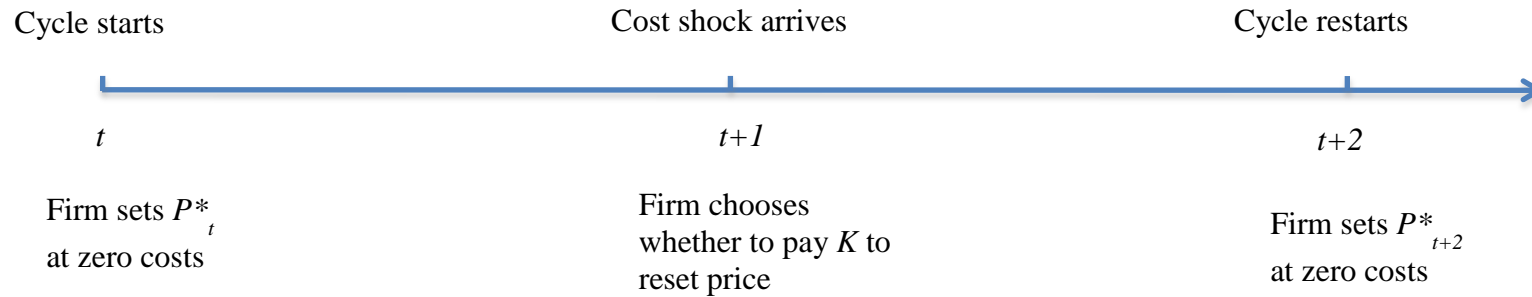 Cycle starts
Cost shock arrives
Cycle restarts
t
t+1
t+2
Firm sets P*t
at zero costs
Firm chooses
whether to pay K to
reset price
Firm sets P*t+2
at zero costs